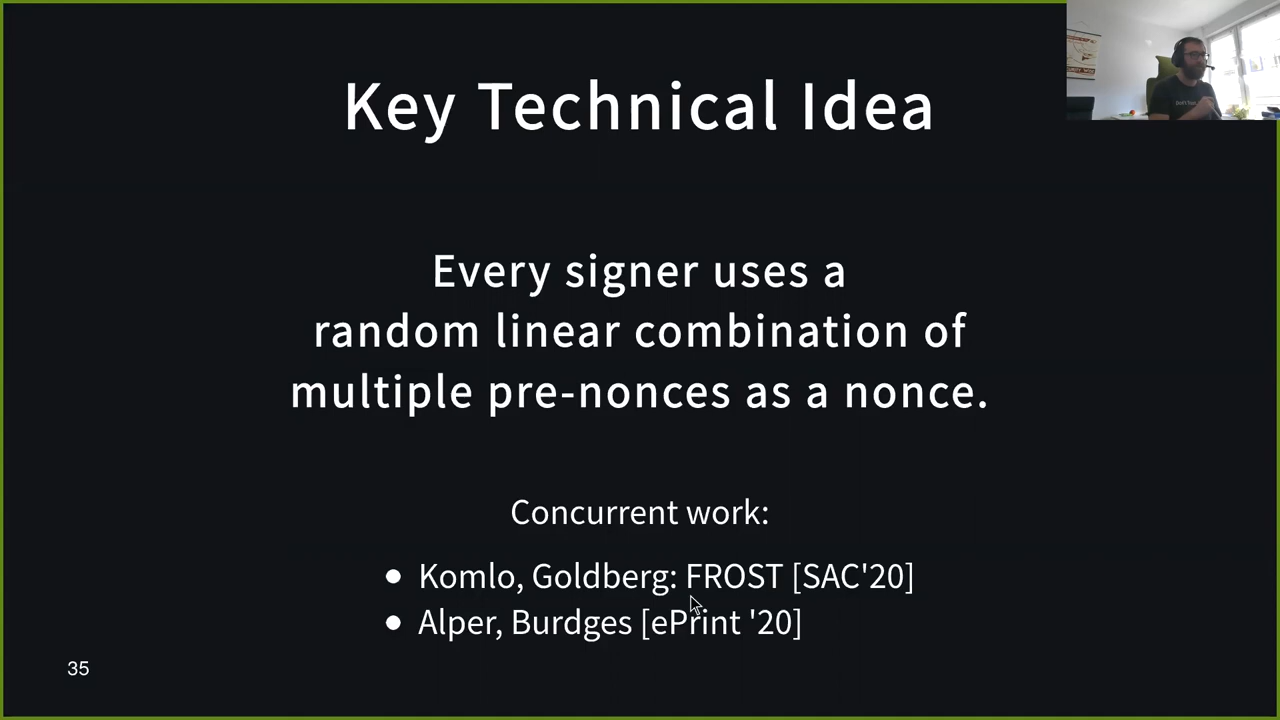 Key Technical Idea
Every signer uses a
random linear combination of
multiple pre-nonces as a nonce.
Concurrent work:
• Komlo, Goldberg: FROST [SAC'20]
• Alper, Burdges [ePrint '20]
35